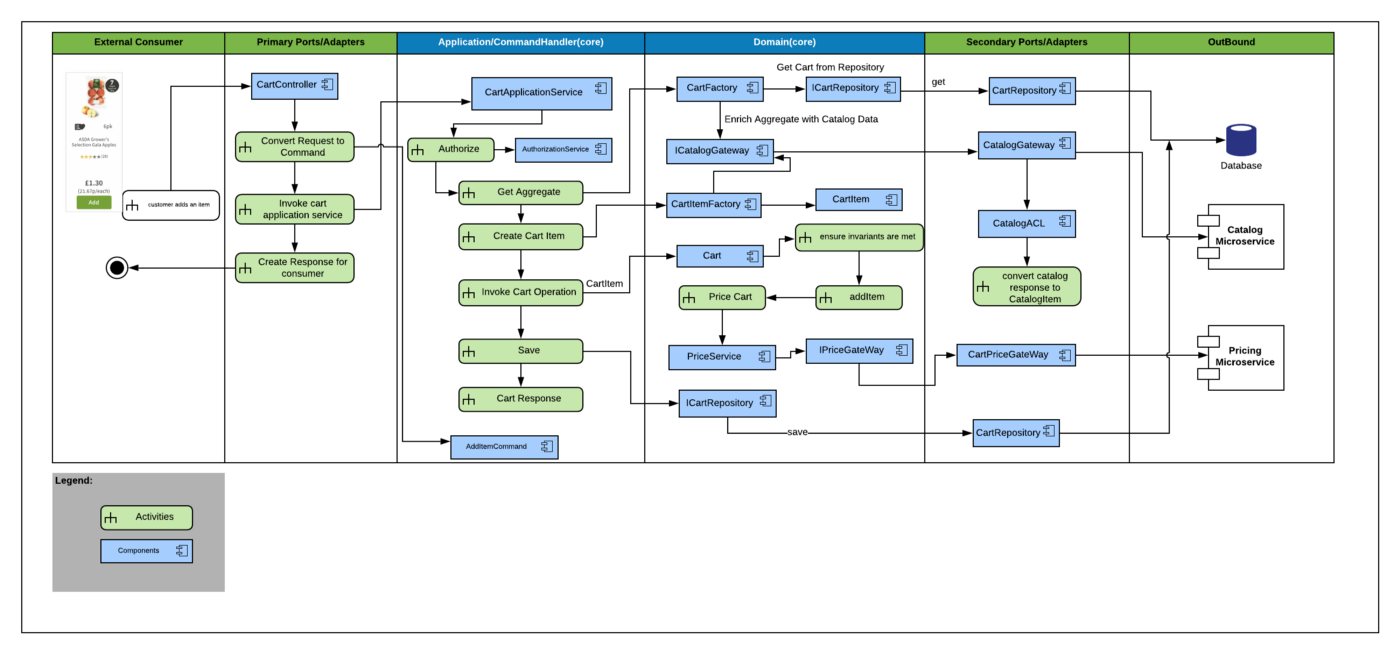 External Consumer
Primary Ports/Adapters
Application/CommandHandler(core)
Domain(core)
Secondary Ports/Adapters
OutBound
ASDA Grower's
Selection Gala Apples
6pk
£1.30
(21.67p/each)
Add
customer adds an item
CartController
Convert Request to
Command
Invoke cart
application service
Create Response for
consumer
CartApplicationService
Authorize
AuthorizationService
Get Aggregate
Create Cart Item
Invoke Cart Operation
CartItem
Save
Cart Response
AddItemCommand
Get Cart from Repository
CartFactory
ICartRepository
get
Enrich Aggregate with Catalog Data
ICatalogGateway
CartItemFactory
CartItem
Cart
ensure invariants are met
Price Cart
addItem
PriceService
IPriceGateWay
ICartRepository
save
CartRepository
CatalogGateway
CatalogACL
convert catalog
response to
CatalogItem
CartPriceGateWay
CartRepository
Database
Catalog
Microservice
Pricing
Microservice
Legend:
Activities
Components